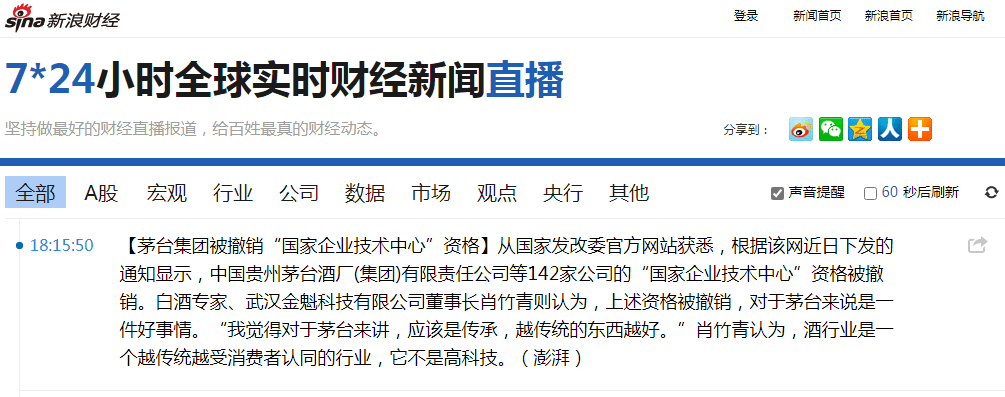 sina 新浪财经
登录 新闻首页 新浪首页 新浪导航
7*24小时全球实时财经新闻直播
坚持做最好的财经直播报道，给百姓最真的财经动态。
分享到：
全部 A股 宏观 行业 公司 数据 市场 观点 央行 其他
声音提醒 60 秒后刷新
18:15:50
【茅台集团被撤销“国家企业技术中心”资格】从国家发改委官方网站获悉，根据该网近日下发的
通知显示，中国贵州茅台酒厂(集团)有限责任公司等142家公司的“国家企业技术中心”资格被撤
销。白酒专家、武汉金魁科技有限公司董事长肖竹青则认为，上述资格被撤销，对于茅台来说是一
件好事情。“我觉得对于茅台来讲，应该是传承，越传统的东西越好。”肖竹青认为，酒行业是一
个越传统越受消费者认同的行业，它不是高科技。（澎湃）